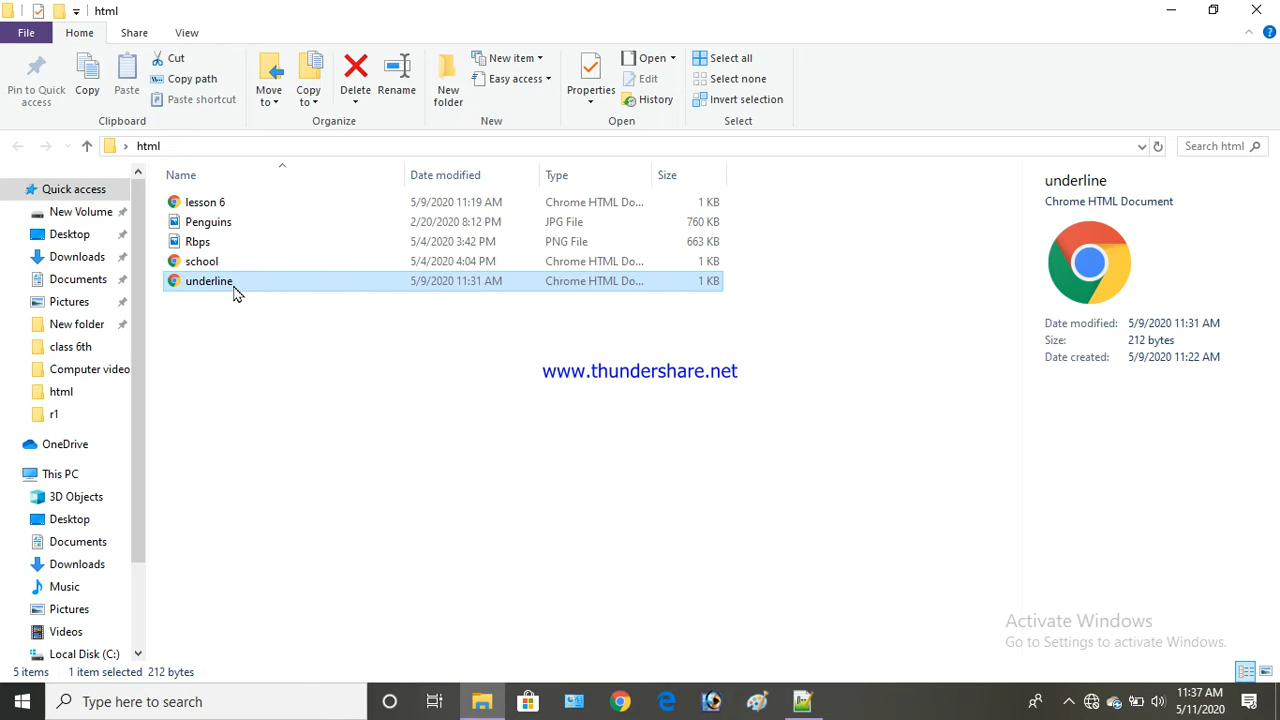 html
File Home Share View
Pin to Quick access
Copy
Paste
Cut
Copy path
Paste shortcut
Clipboard
Move to
Copy to
Delete
Rename
Organize
New folder
New item
Easy access
New
Properties
Open
Edit
History
Open
Select all
Select none
Invert selection
Select
html
Search html
Quick access
New Volume
Desktop
Downloads
Documents
Pictures
New folder
class 6th
Computer video
html
r1
OneDrive
This PC
3D Objects
Desktop
Documents
Downloads
Music
Pictures
Videos
Local Disk (C:)
Name Date modified Type Size
lesson 6 5/9/2020 11:19 AM Chrome HTML Do... 1 KB
Penguins 2/20/2020 8:12 PM JPG File 760 KB
Rbps 5/4/2020 3:42 PM PNG File 663 KB
school 5/4/2020 4:04 PM Chrome HTML Do... 1 KB
underline 5/9/2020 11:31 AM Chrome HTML Do... 1 KB
www.thundershare.net
underline
Chrome HTML Document
Date modified: 5/9/2020 11:31 AM
Size: 212 bytes
Date created: 5/9/2020 11:22 AM
Activate Windows
Go to Settings to activate Windows.
5 items 1 item selected 212 bytes
Type here to search
11:37 AM
5/11/2020